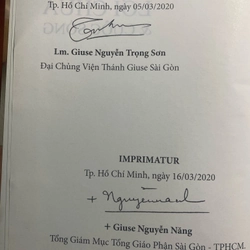 Tp. Hồ Chí Minh, ngày 05/03/2020
Lm. Giuse Nguyễn Trọng Sơn
Đại Chủng Viện Thánh Giuse Sài Gòn
IMPRIMATUR
Tp. Hồ Chí Minh, ngày 16/03/2020
+ Giuse Nguyễn Năng
Tổng Giám Mục Tổng Giáo Phận Sài Gòn - TPHCM.